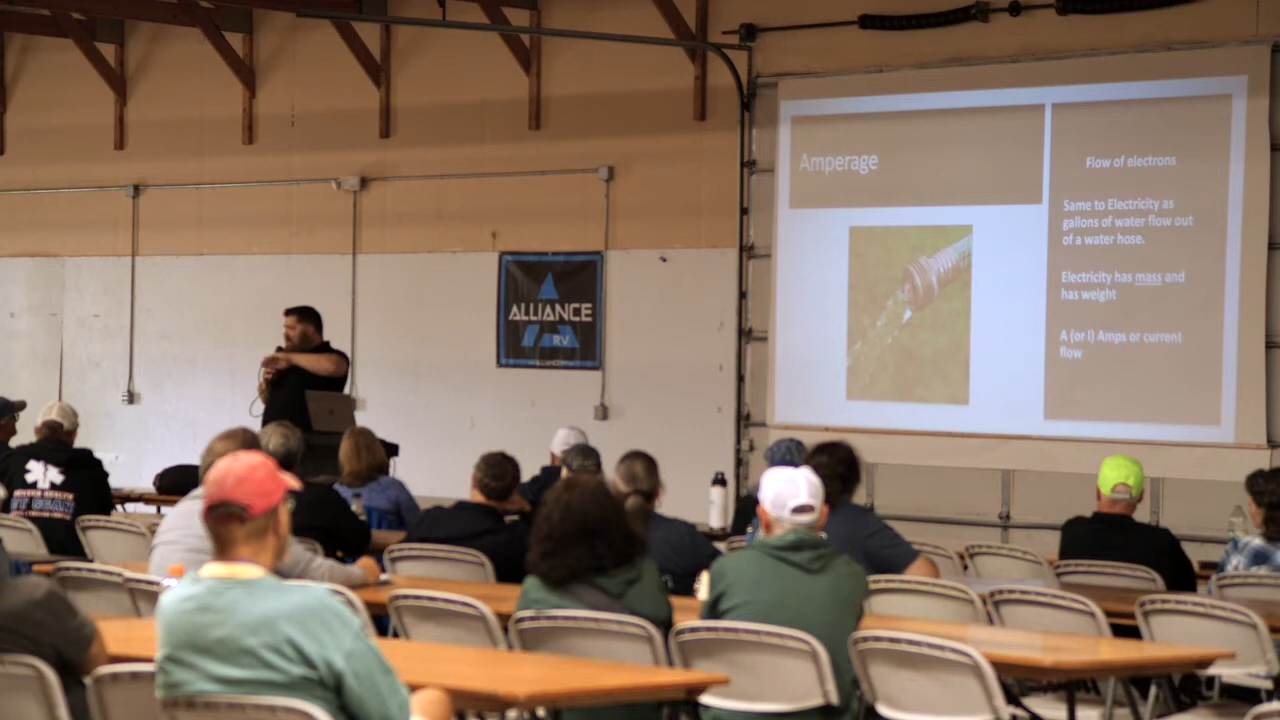 Amperage
Flow of electrons
Same to Electricity as
gallons of water flow out
of a water hose.
Electricity has mass and
has weight
A (or I) Amps or current
flow
ALLIANCE
RV